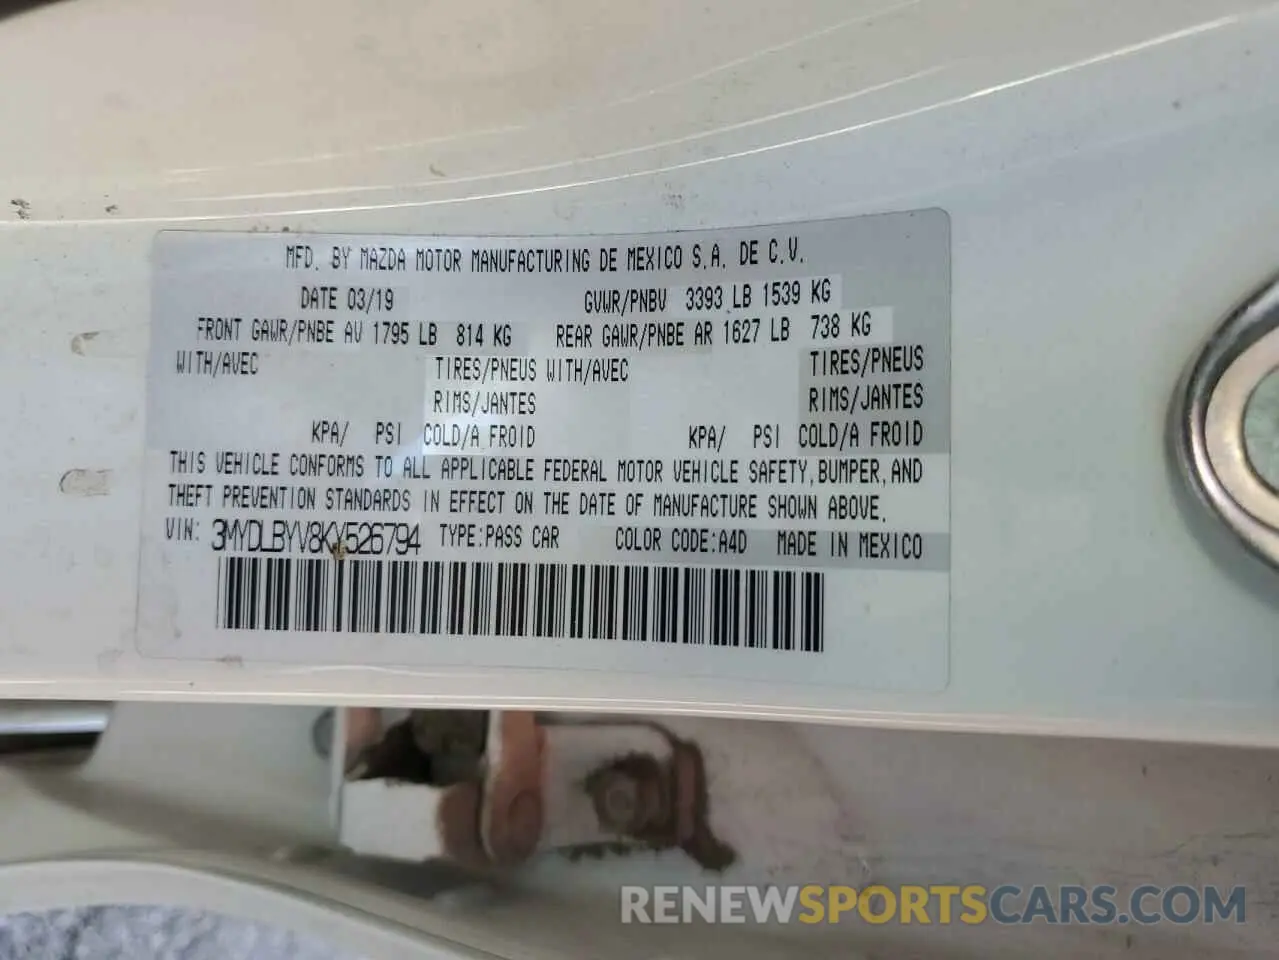 MFD. BY MAZDA MOTOR MANUFACTURING DE MEXICO S.A. DE C.V.
DATE 03/19 GVWR/PNBV 3393 LB 1539 KG
FRONT GAWR/PNBE AV 1795 LB 814 KG REAR GAWR/PNBE AR 1627 LB 738 KG
WITH/AVEC TIRES/PNEUS WITH/AVEC TIRES/PNEUS
RIMS/JANTES RIMS/JANTES
KPA/ PSI COLD/A FROID KPA/ PSI COLD/A FROID
THIS VEHICLE CONFORMS TO ALL APPLICABLE FEDERAL MOTOR VEHICLE SAFETY, BUMPER, AND
THEFT PREVENTION STANDARDS IN EFFECT ON THE DATE OF MANUFACTURE SHOWN ABOVE.
VIN: 3MYDLBYV8KY526794 TYPE:PASS CAR COLOR CODE:A4D MADE IN MEXICO
RENEWSPORTSCARS.COM